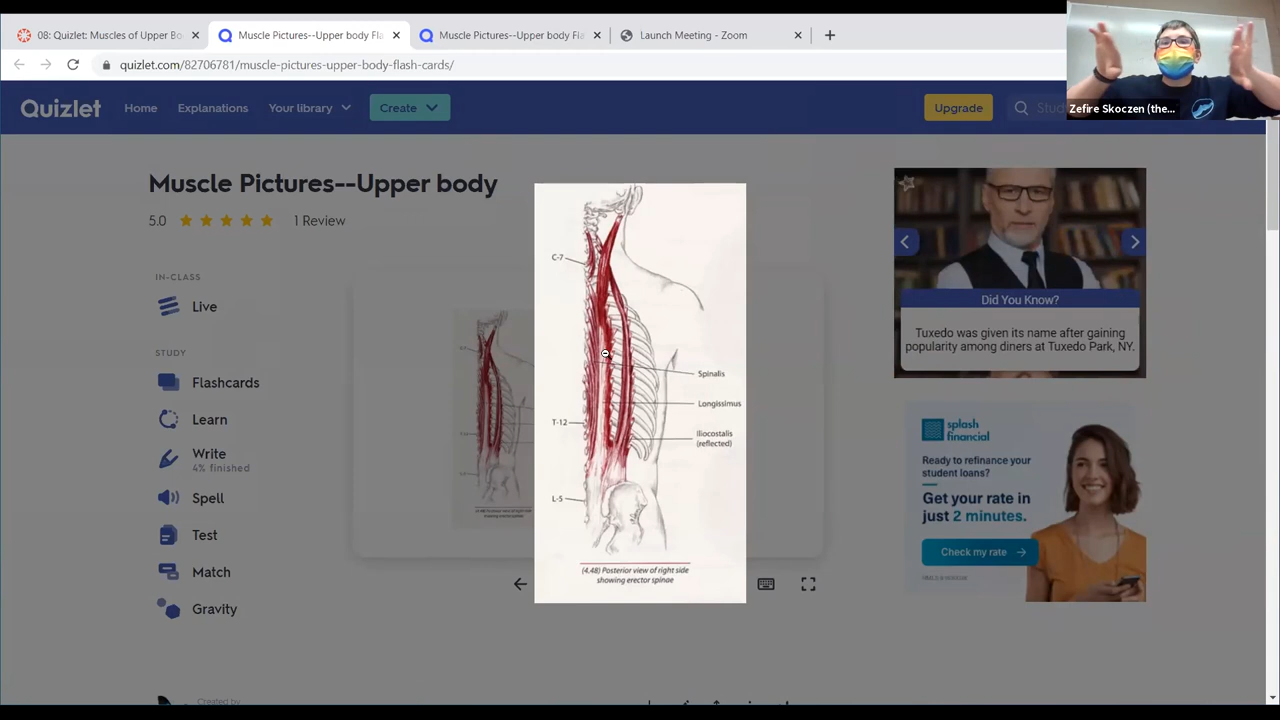 08: Quizlet: Muscles of Upper Bo
Muscle Pictures--Upper body Fla
Muscle Pictures--Upper body Fla
Launch Meeting - Zoom
quizlet.com/82706781/muscle-pictures-upper-body-flash-cards/
Zefire Skoczen (the...
Quizlet
Home
Explanations
Your library
Create
Upgrade
Stud
Muscle Pictures--Upper body
5.0
1 Review
IN-CLASS
Live
STUDY
Flashcards
Learn
Write
4% finished
Spell
Test
Match
Gravity
C-7
T-12
L-5
Spinalis
Longissimus
Iliocostalis
(reflected)
(4.48) Posterior view of right side
showing erector spinae
Did You Know?
Tuxedo was given its name after gaining
popularity among diners at Tuxedo Park, NY.
splash
financial
Ready to refinance your
student loans?
Get your rate in
just 2 minutes.
Check my rate
Created by